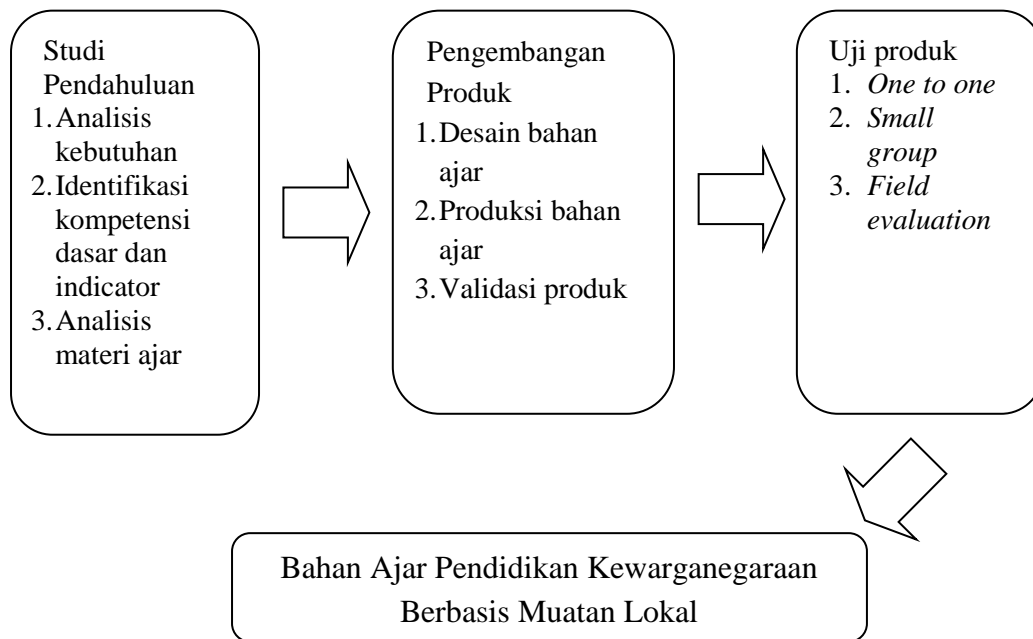 Studi
Pendahuluan
1. Analisis
kebutuhan
2. Identifikasi
kompetensi
dasar dan
indicator
3. Analisis
materi ajar
Pengembangan
Produk
1. Desain bahan
ajar
2. Produksi bahan
ajar
3. Validasi produk
Uji produk
1. One to one
2. Small
group
3. Field
evaluation
Bahan Ajar Pendidikan Kewarganegaraan
Berbasis Muatan Lokal